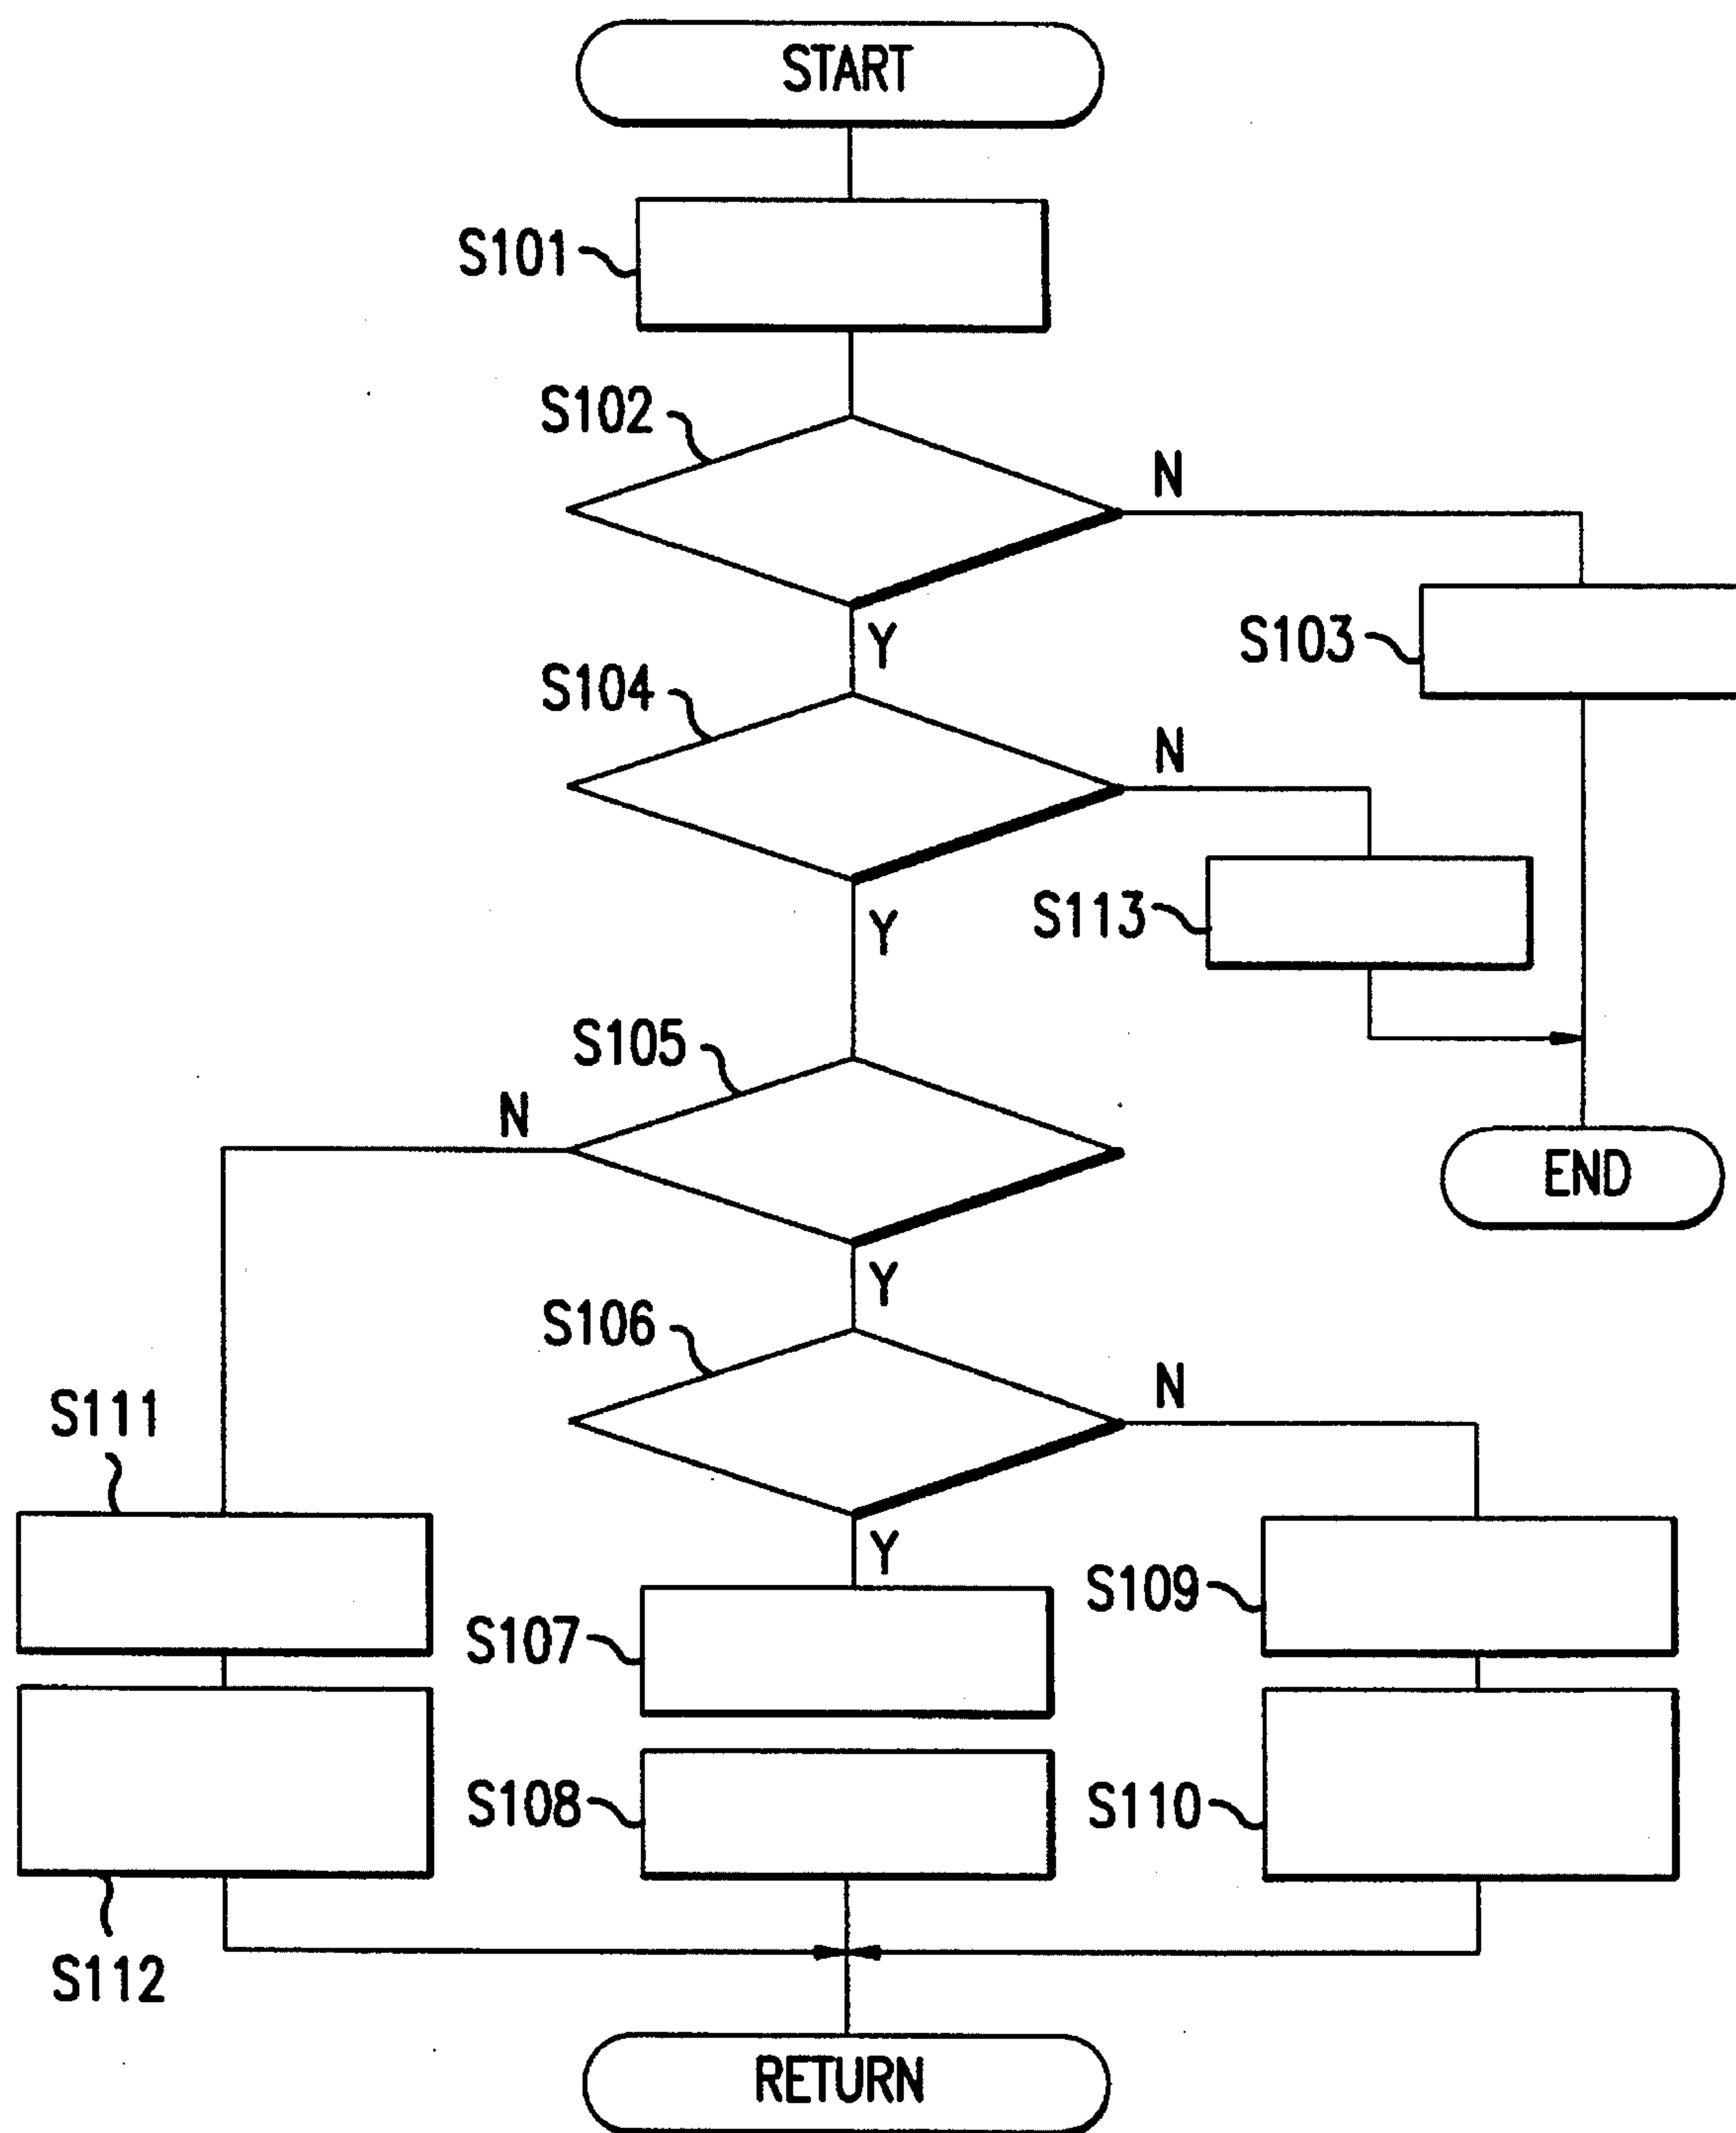 START
S101
S102
N
Y
S103
S104
N
Y
S113
S105
N
END
Y
S106
N
S111
Y
S109
S107
S108
S110
S112
RETURN